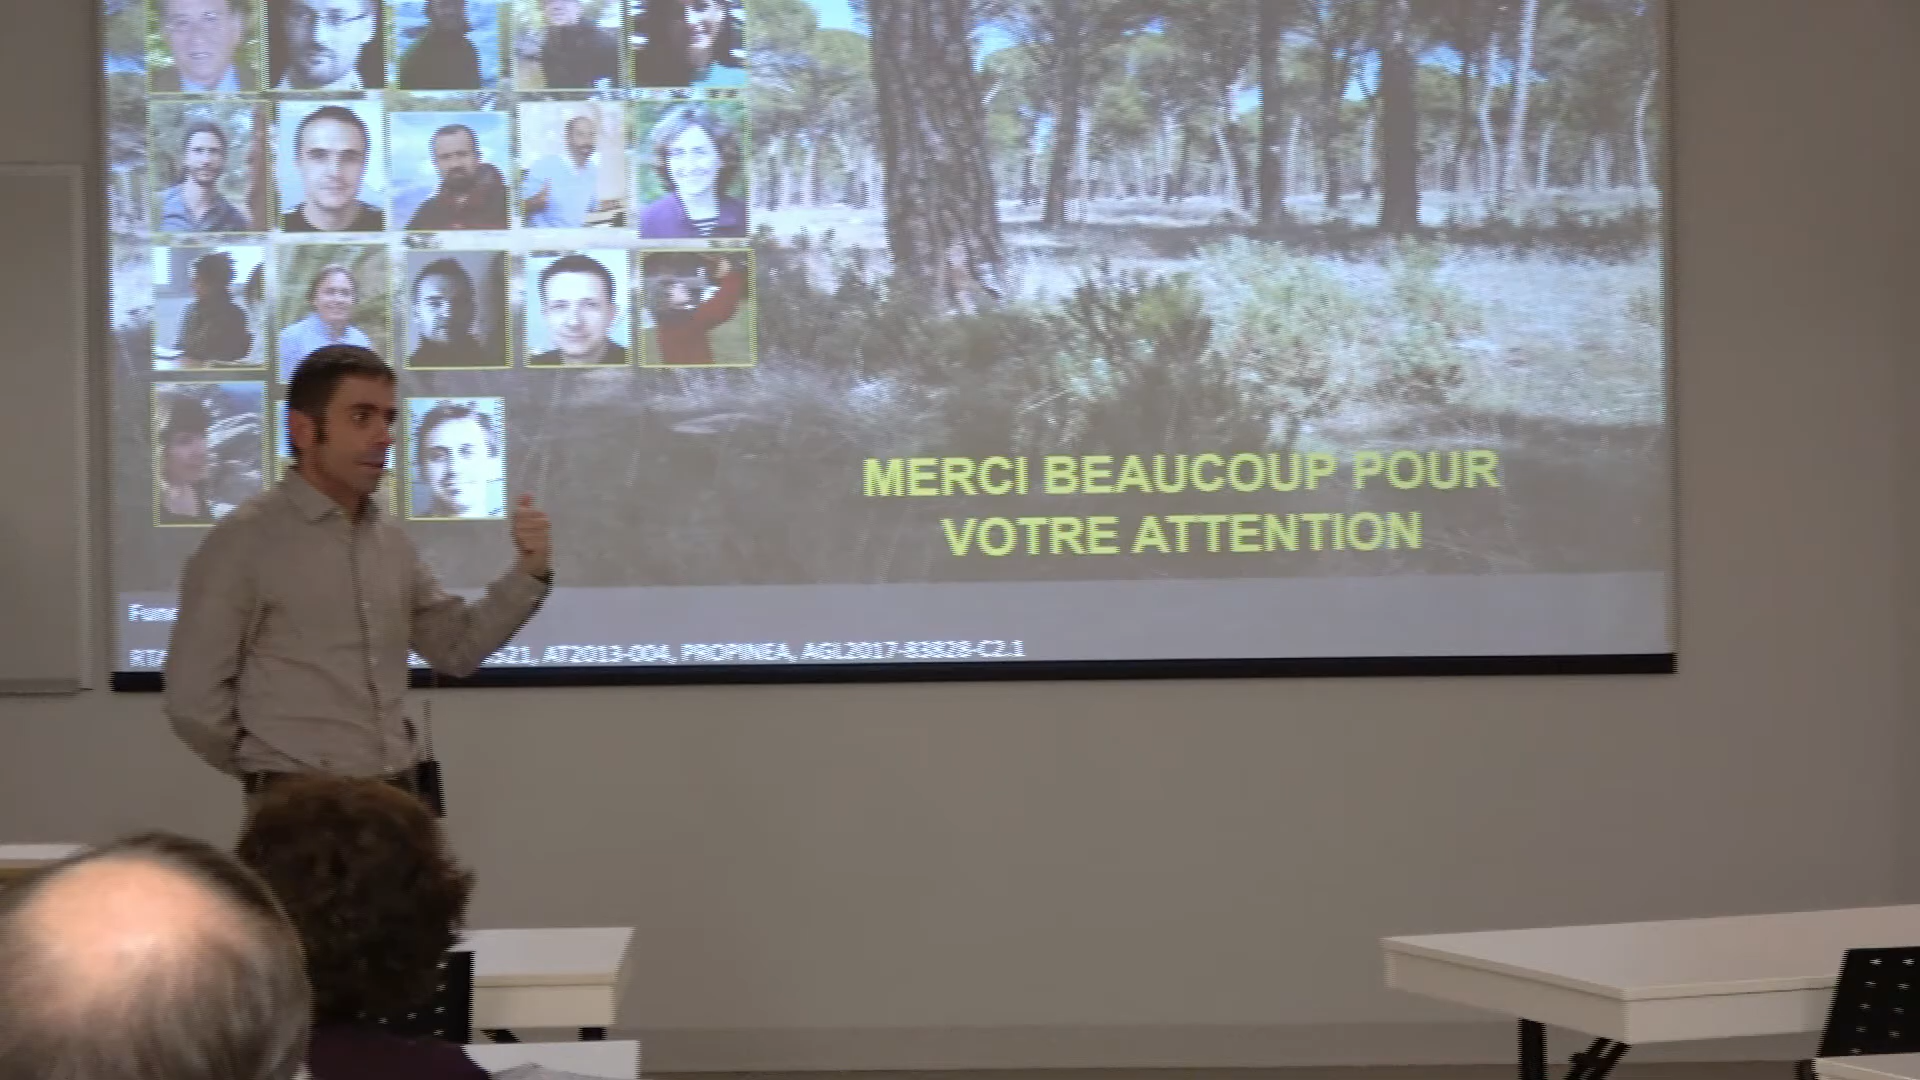 MERCI BEAUCOUP POUR
VOTRE ATTENTION
AT2013-004, PROPINEA, AGL2017-83828-C2.1